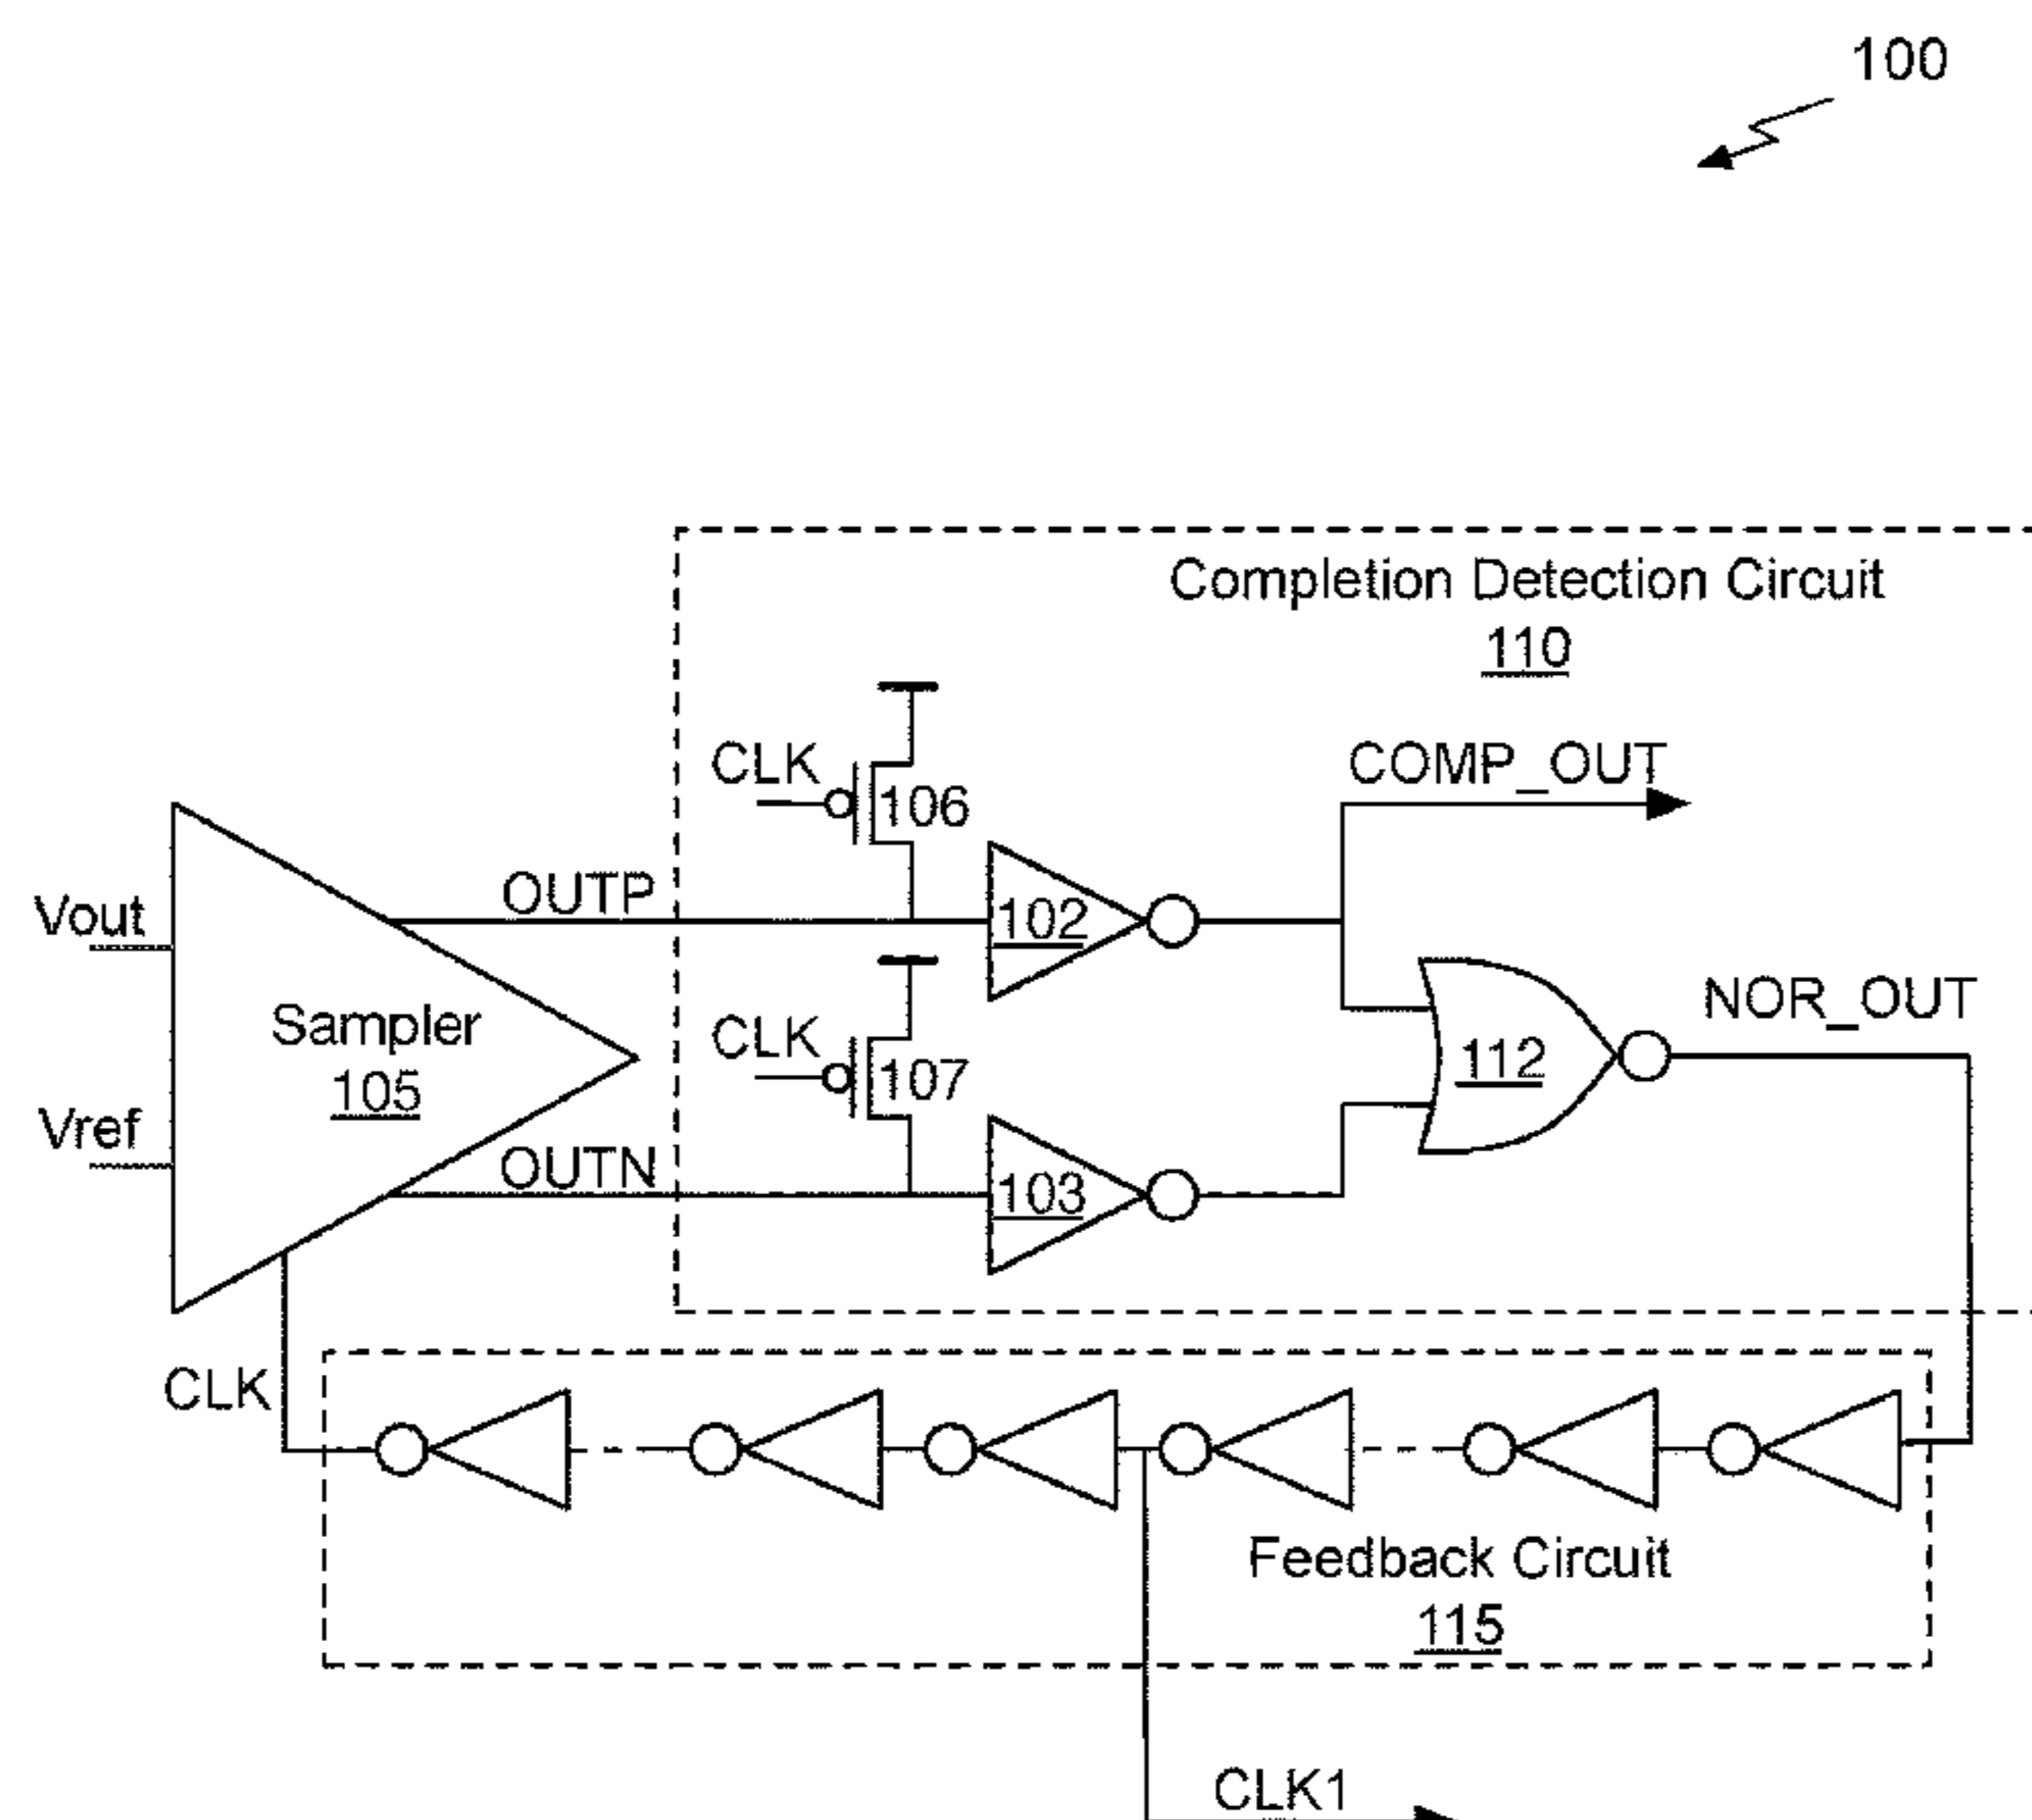 100
Completion Detection Circuit
110
CLK
106
COMP_OUT
Vout
OUTP
102
Sampler
105
CLK
107
112
NOR_OUT
Vref
OUTN
103
CLK
Feedback Circuit
115
CLK1